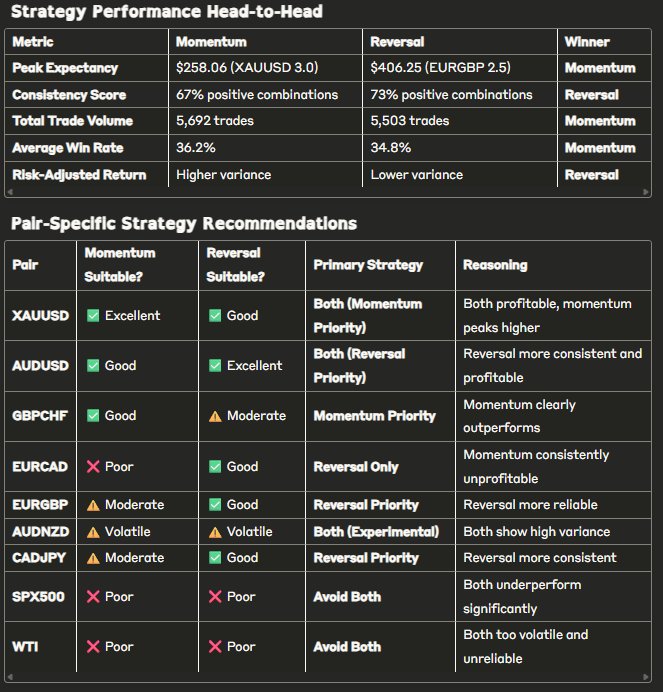 Strategy Performance Head-to-Head
Metric Momentum Reversal Winner
Peak Expectancy $258.06 (XAUUSD 3.0) $406.25 (EURGBP 2.5) Momentum
Consistency Score 67% positive combinations 73% positive combinations Reversal
Total Trade Volume 5,692 trades 5,503 trades Momentum
Average Win Rate 36.2% 34.8% Momentum
Risk-Adjusted Return Higher variance Lower variance Reversal
Pair-Specific Strategy Recommendations
Pair Momentum Suitable? Reversal Suitable? Primary Strategy Reasoning
XAUUSD ✅ Excellent ✅ Good Both (Momentum Priority) Both profitable, momentum peaks higher
AUDUSD ✅ Good ✅ Excellent Both (Reversal Priority) Reversal more consistent and profitable
GBPCHF ✅ Good ⚠️ Moderate Momentum Priority Momentum clearly outperforms
EURCAD ❌ Poor ✅ Good Reversal Only Momentum consistently unprofitable
EURGBP ⚠️ Moderate ✅ Good Reversal Priority Reversal more reliable
AUDNZD ⚠️ Volatile ⚠️ Volatile Both (Experimental) Both show high variance
CADJPY ⚠️ Moderate ✅ Good Reversal Priority Reversal more consistent
SPX500 ❌ Poor ❌ Poor Avoid Both Both underperform significantly
WTI ❌ Poor ❌ Poor Avoid Both Both too volatile and unreliable